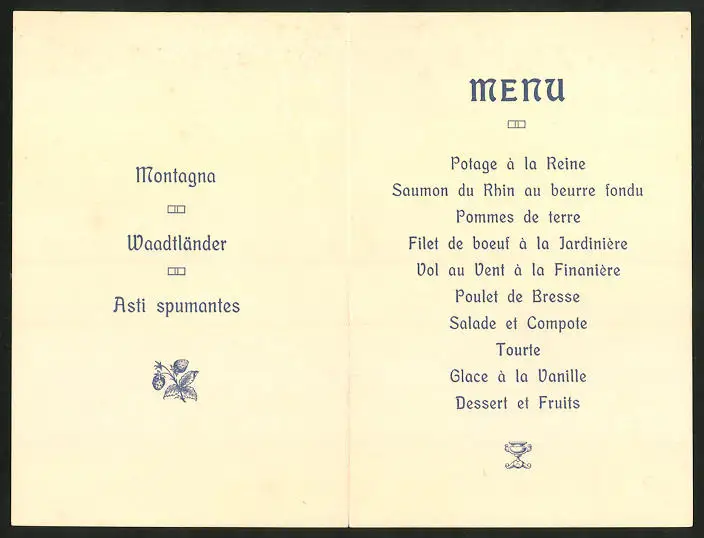 Montagna
Waadtländer
Asti spumantes
MENU
Potage à la Reine
Saumon du Rhin au beurre fondu
Pommes de terre
Filet de boeuf à la Jardinière
Vol au Vent à la Finanière
Poulet de Bresse
Salade et Compote
Tourte
Glace à la Vanille
Dessert et Fruits